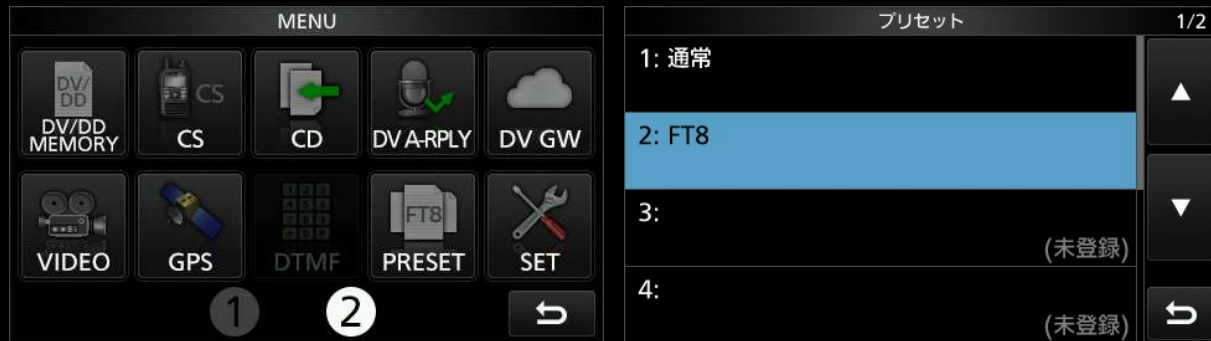 MENU
DV/
DD
DV/DD
MEMORY
CS
CS
CD
DV A-RPLY
DV GW
VIDEO
GPS
DTMF
FT8
PRESET
SET
1
2
プリセット
1/2
1: 通常
2: FT8
3:
(未登録)
4:
(未登録)